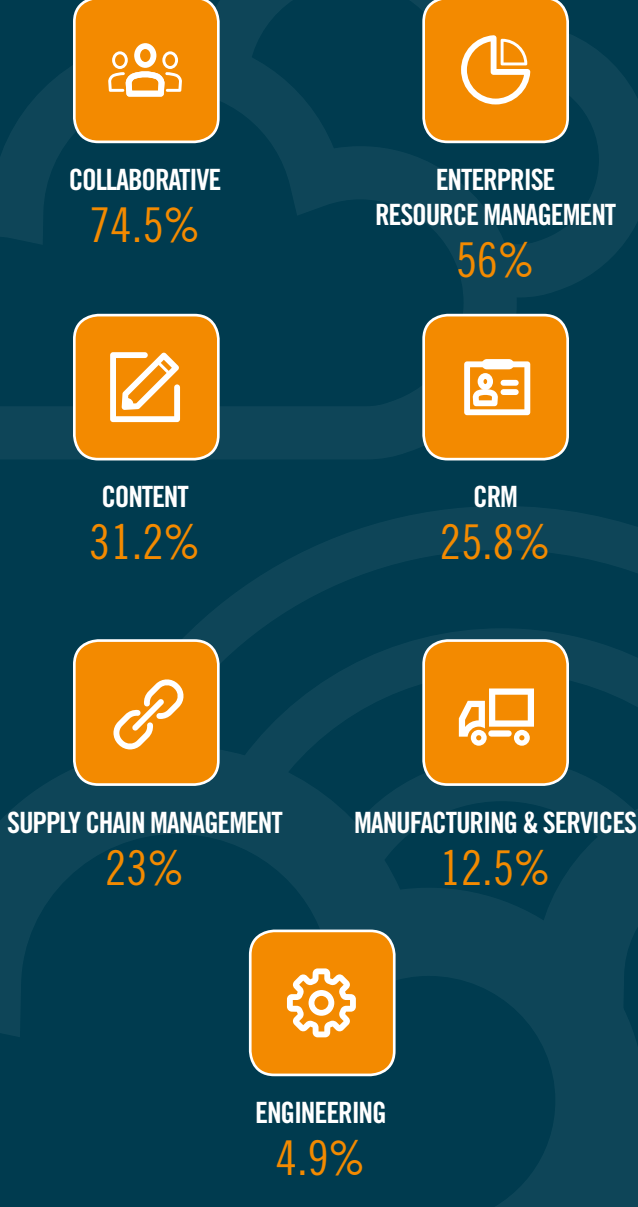 COLLABORATIVE
74.5%
ENTERPRISE
RESOURCE MANAGEMENT
56%
CONTENT
31.2%
CRM
25.8%
SUPPLY CHAIN MANAGEMENT
23%
MANUFACTURING & SERVICES
12.5%
ENGINEERING
4.9%